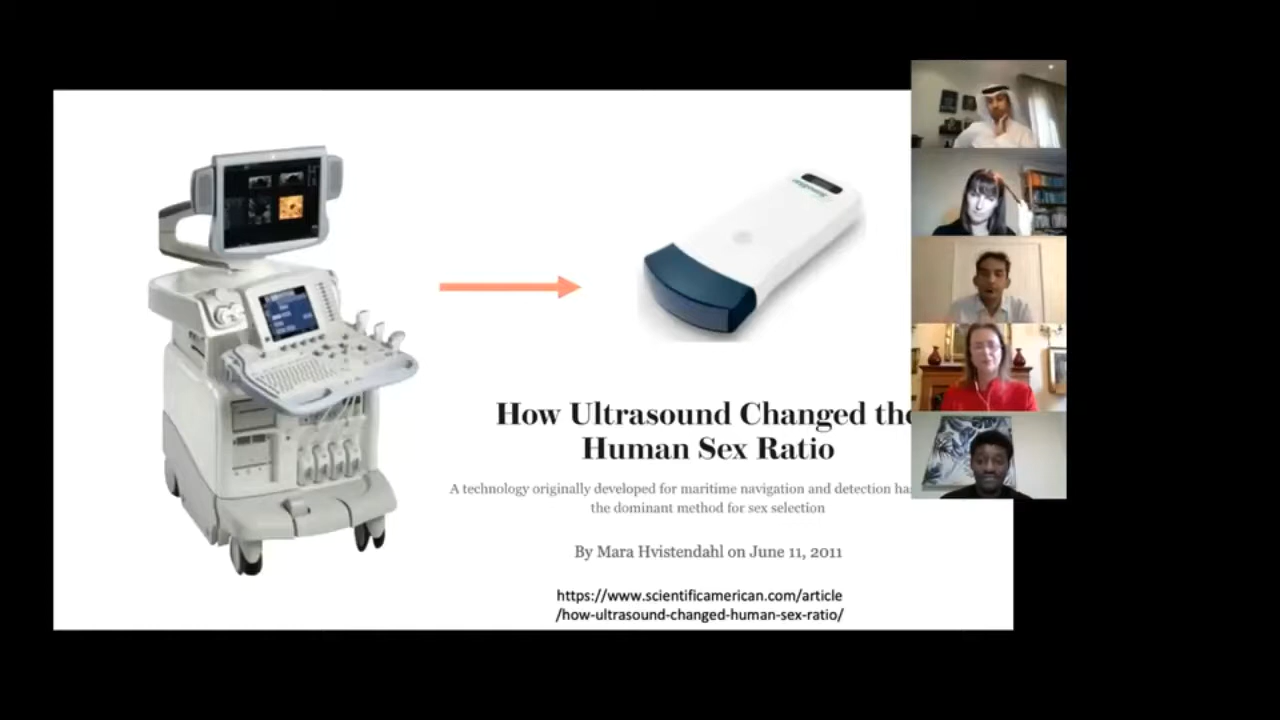 How Ultrasound Changed the
Human Sex Ratio
A technology originally developed for maritime navigation and detection ha
the dominant method for sex selection
By Mara Hvistendahl on June 11, 2011
https://www.scientificamerican.com/article
/how-ultrasound-changed-human-sex-ratio/